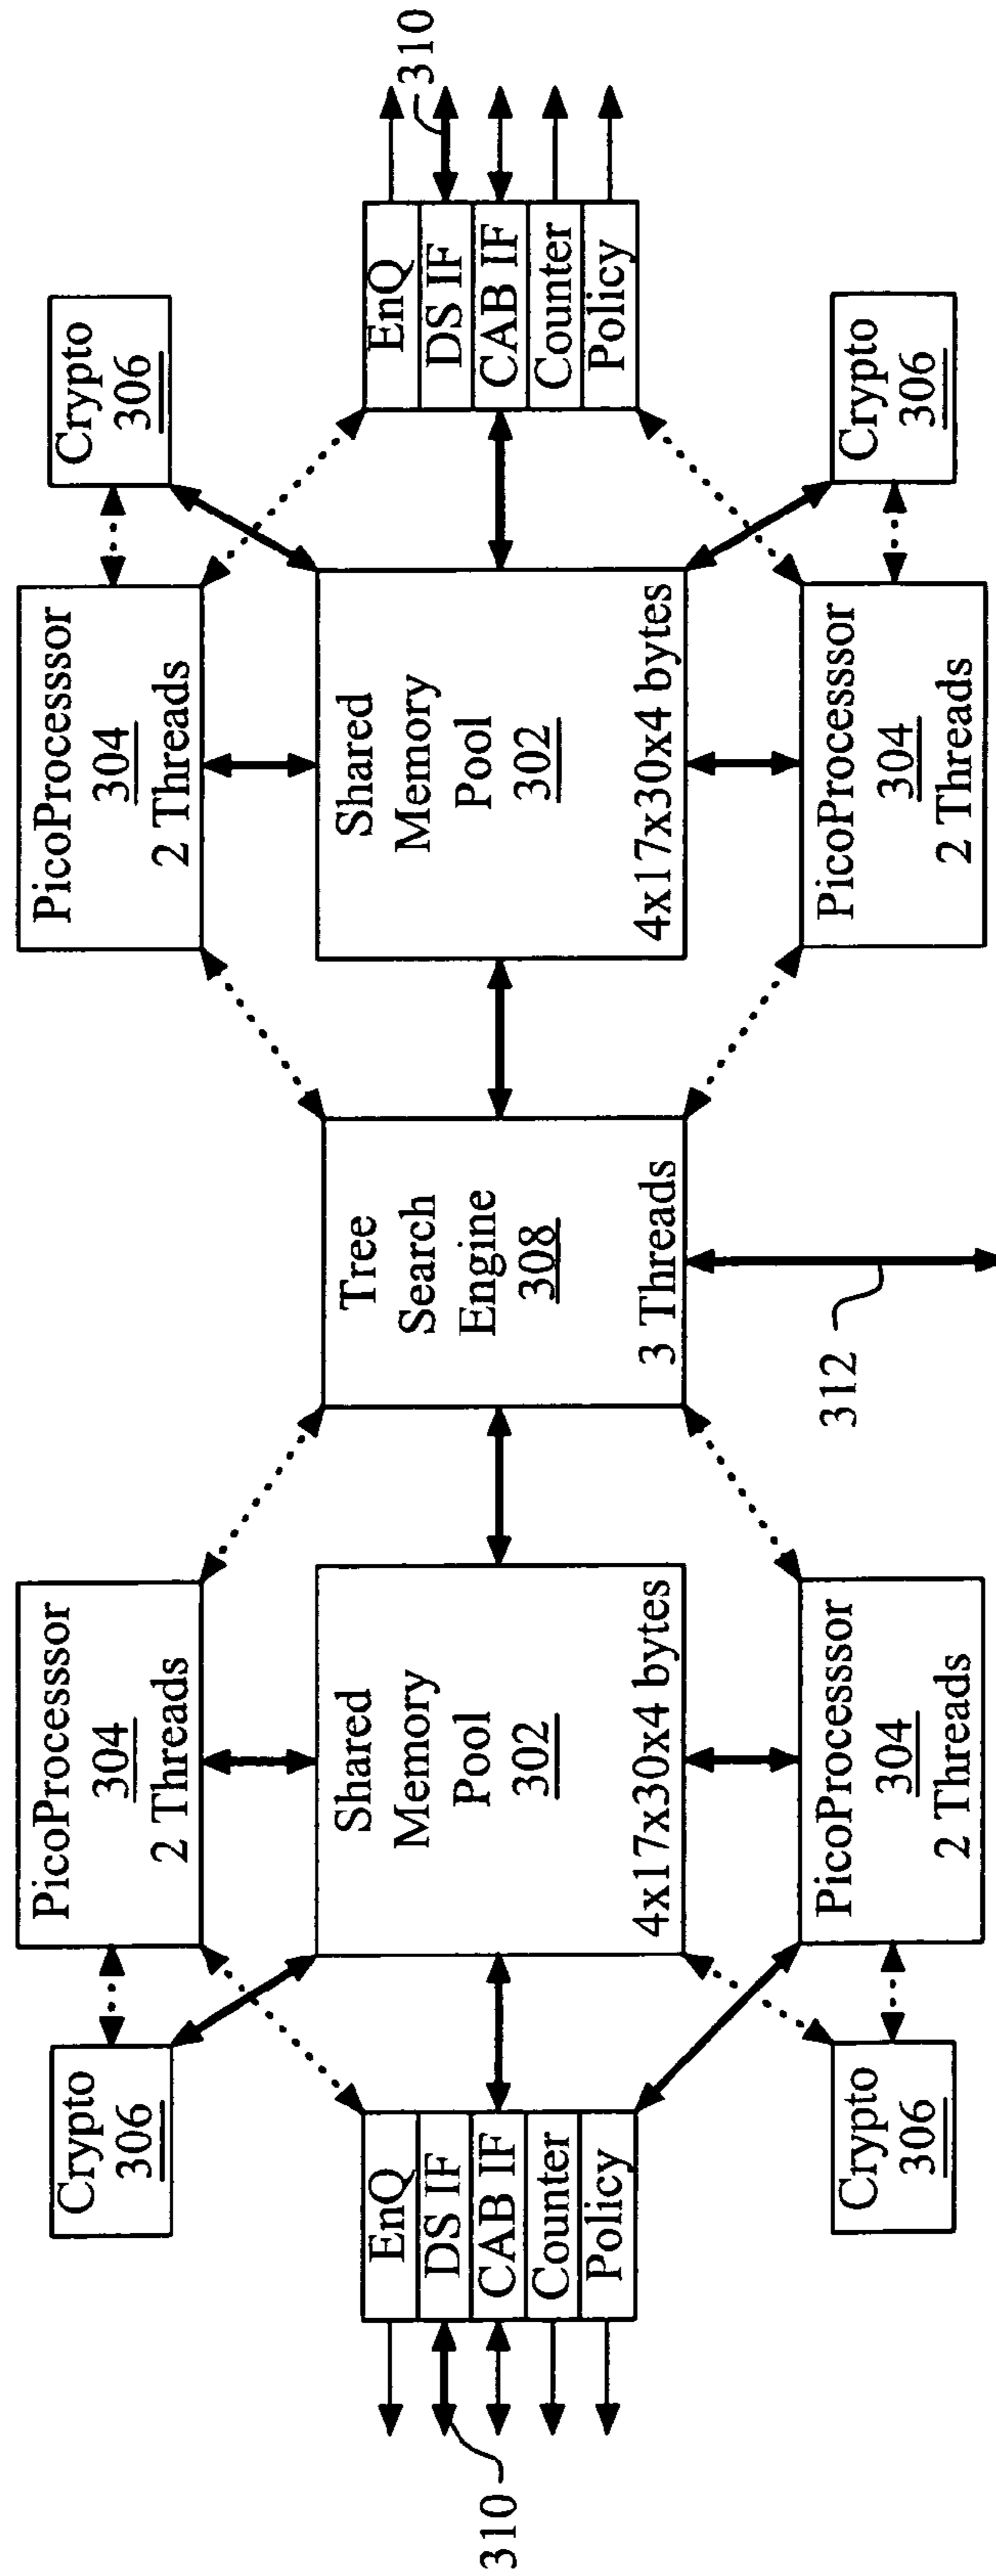 Crypto
306
PicoProcesssor
304
2 Threads
PicoProcesssor
304
2 Threads
Crypto
306
310
EnQ
DS IF
CAB IF
Counter
Policy
Shared
Memory
Pool
302
4x17x30x4 bytes
Tree
Search
Engine
308
3 Threads
Shared
Memory
Pool
302
4x17x30x4 bytes
EnQ
DS IF
CAB IF
Counter
Policy
310
Crypto
306
PicoProcesssor
304
2 Threads
312
PicoProcesssor
304
2 Threads
Crypto
306